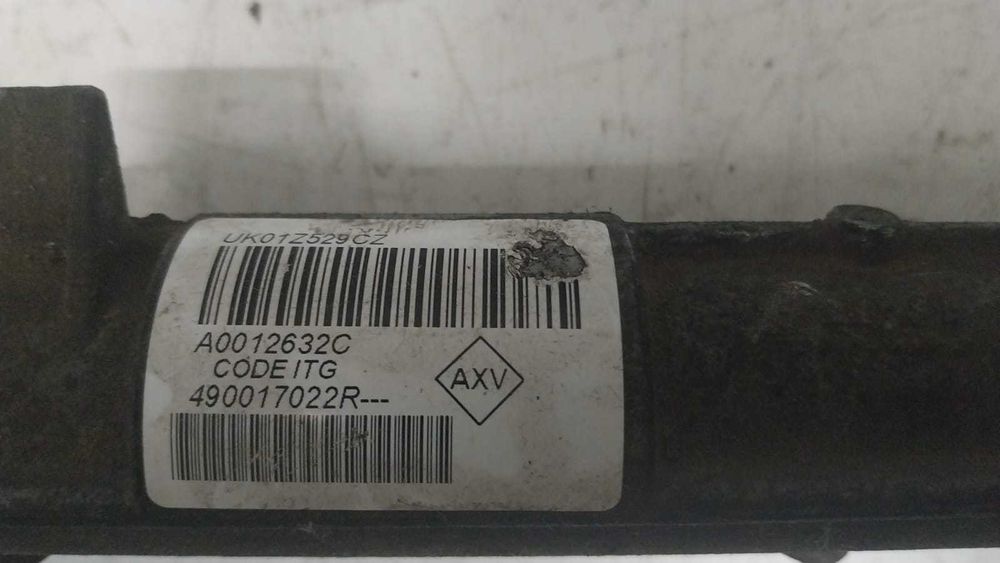 UK01Z529CZ
A0012632C
CODE ITG
AXV
490017022R---